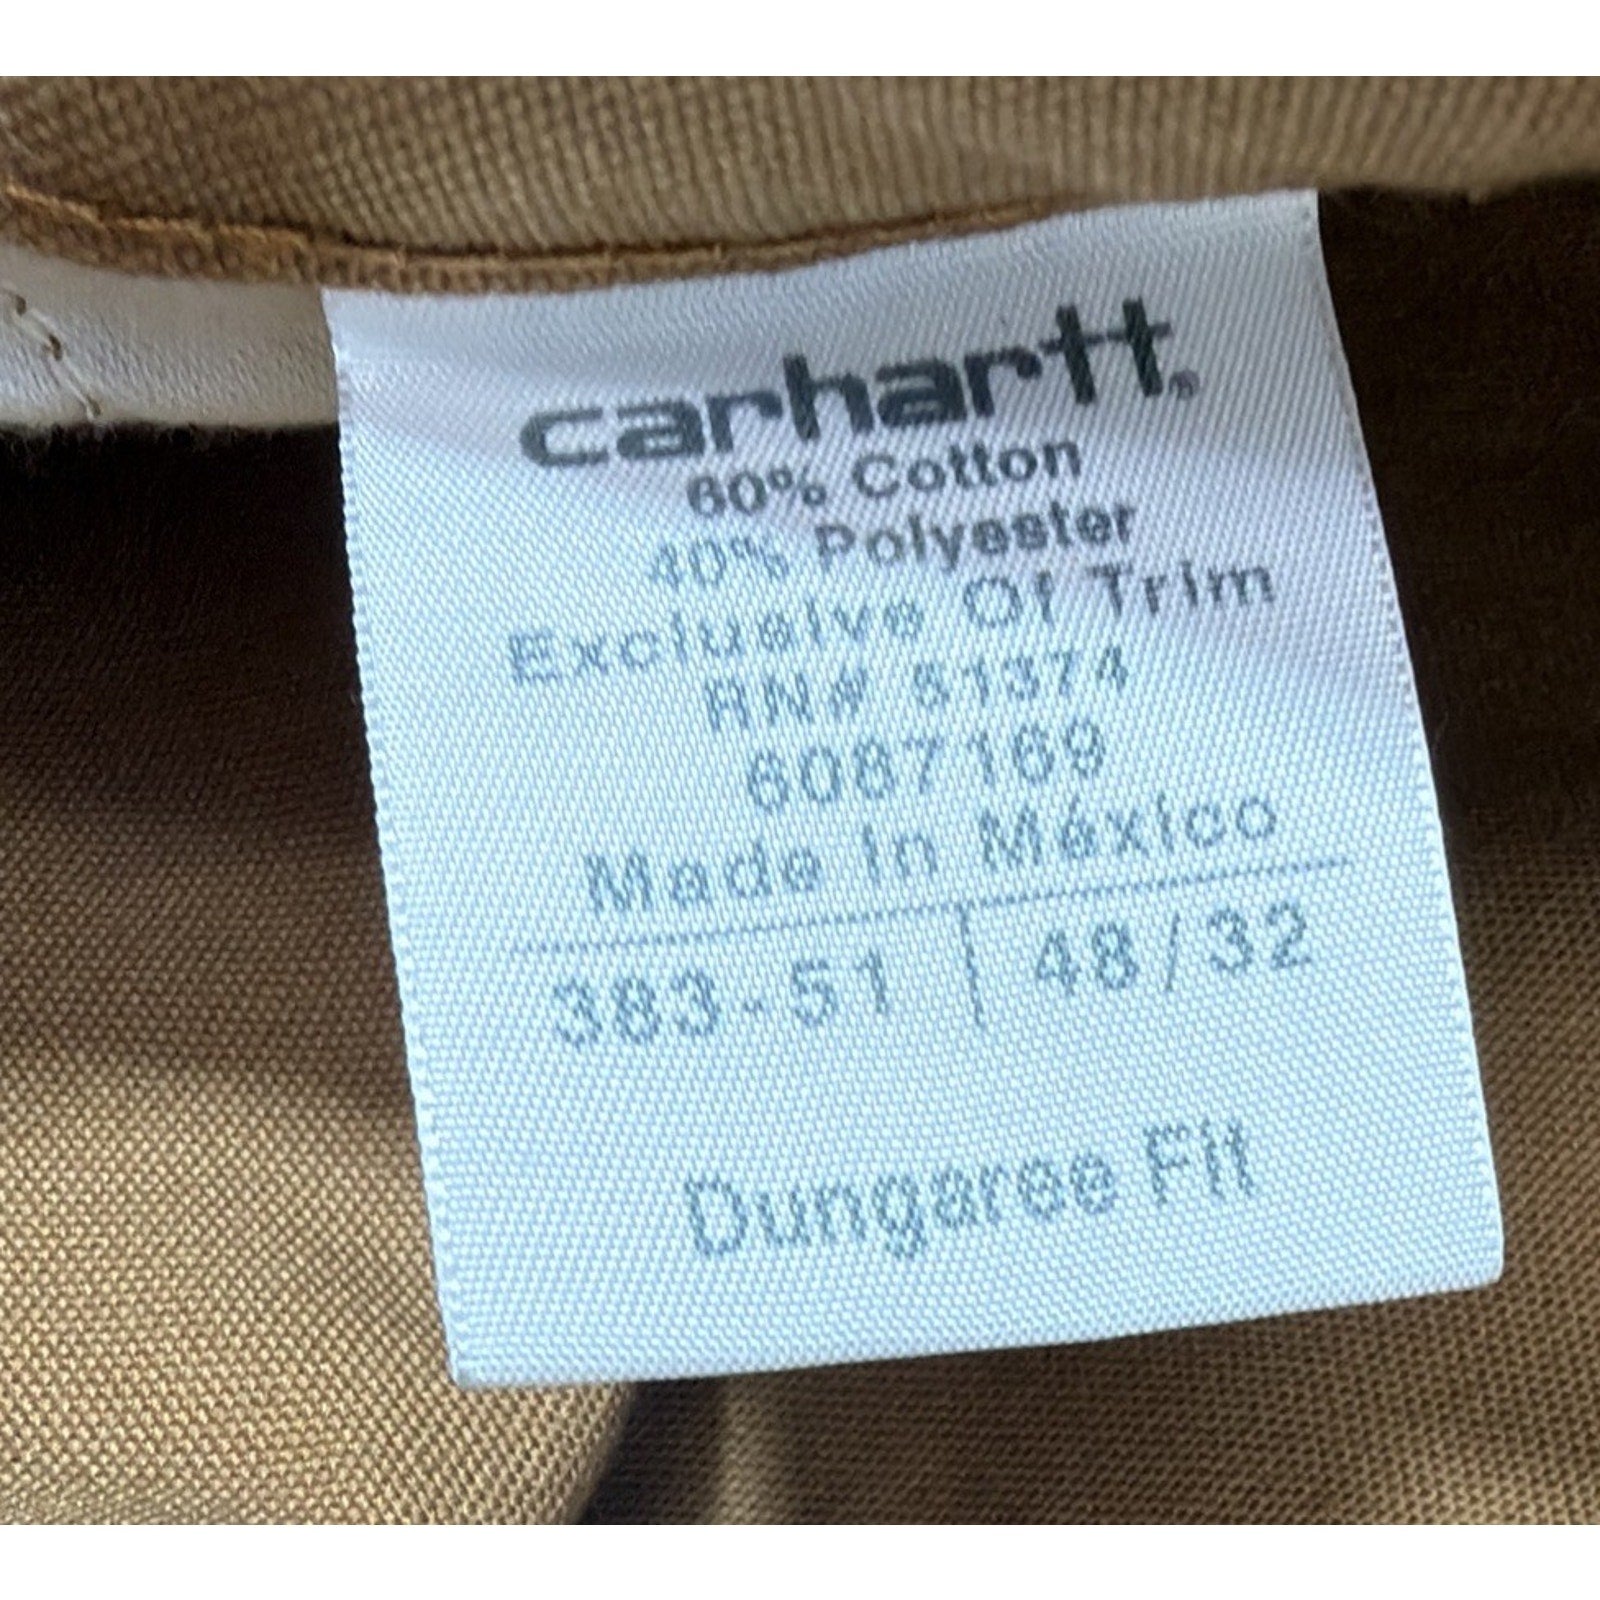 carhartt®
60% Cotton
40% Polyester
Exclusive Of Trim
RN# 51374
6087169
Made In México
383-51 | 48/32
Dungaree Fit